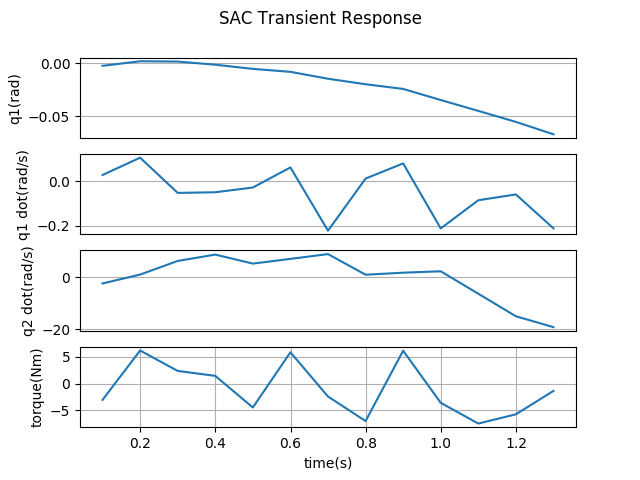 SAC Transient Response
0.00
−0.05
q1(rad)
0.0
−0.2
q1 dot(rad/s)
0
−20
q2 dot(rad/s)
5
0
−5
torque(Nm)
0.2 0.4 0.6 0.8 1.0 1.2
time(s)